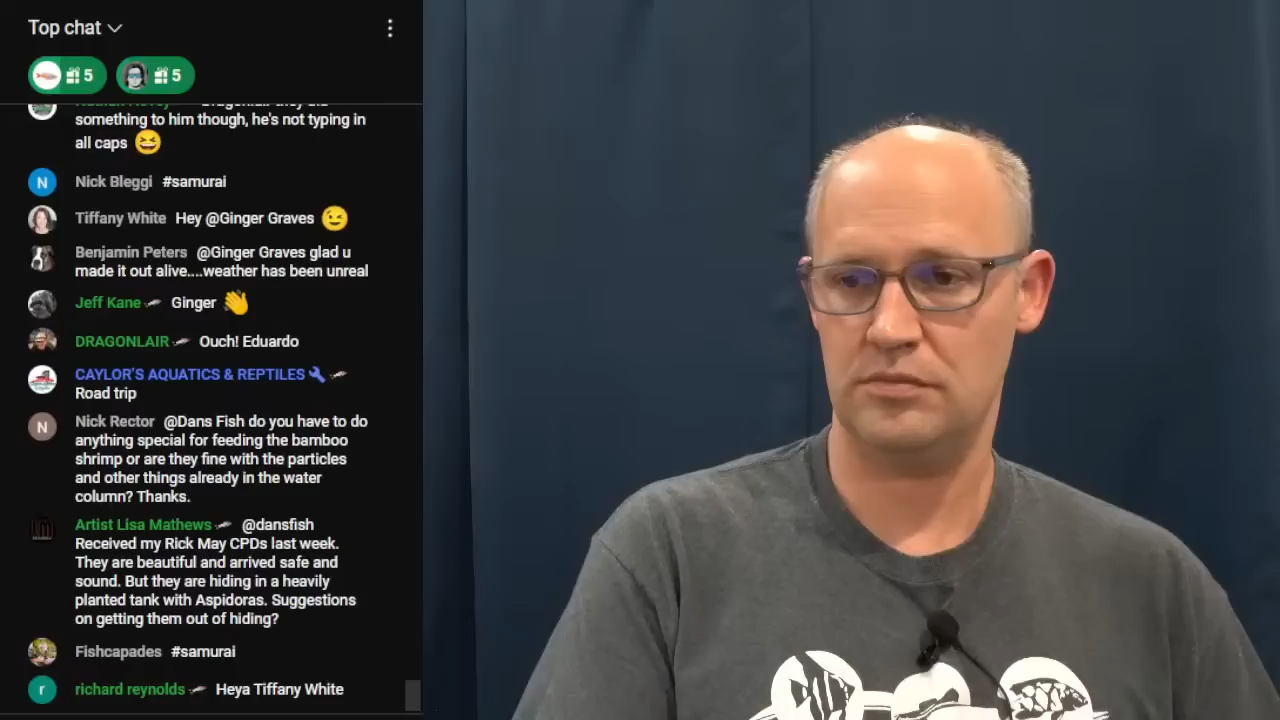 Top chat
5
5
something to him though, he's not typing in
all caps
N
Nick Bleggi #samurai
Tiffany White Hey @Ginger Graves
Benjamin Peters @Ginger Graves glad u
made it out alive....weather has been unreal
Jeff Kane Ginger
DRAGONLAIR Ouch! Eduardo
CAYLOR'S AQUATICS & REPTILES
Road trip
N
Nick Rector @Dans Fish do you have to do
anything special for feeding the bamboo
shrimp or are they fine with the particles
and other things already in the water
column? Thanks.
Artist Lisa Mathews @dansfish
Received my Rick May CPDs last week.
They are beautiful and arrived safe and
sound. But they are hiding in a heavily
planted tank with Aspidoras. Suggestions
on getting them out of hiding?
Fishcapades #samurai
r
richard reynolds Heya Tiffany White